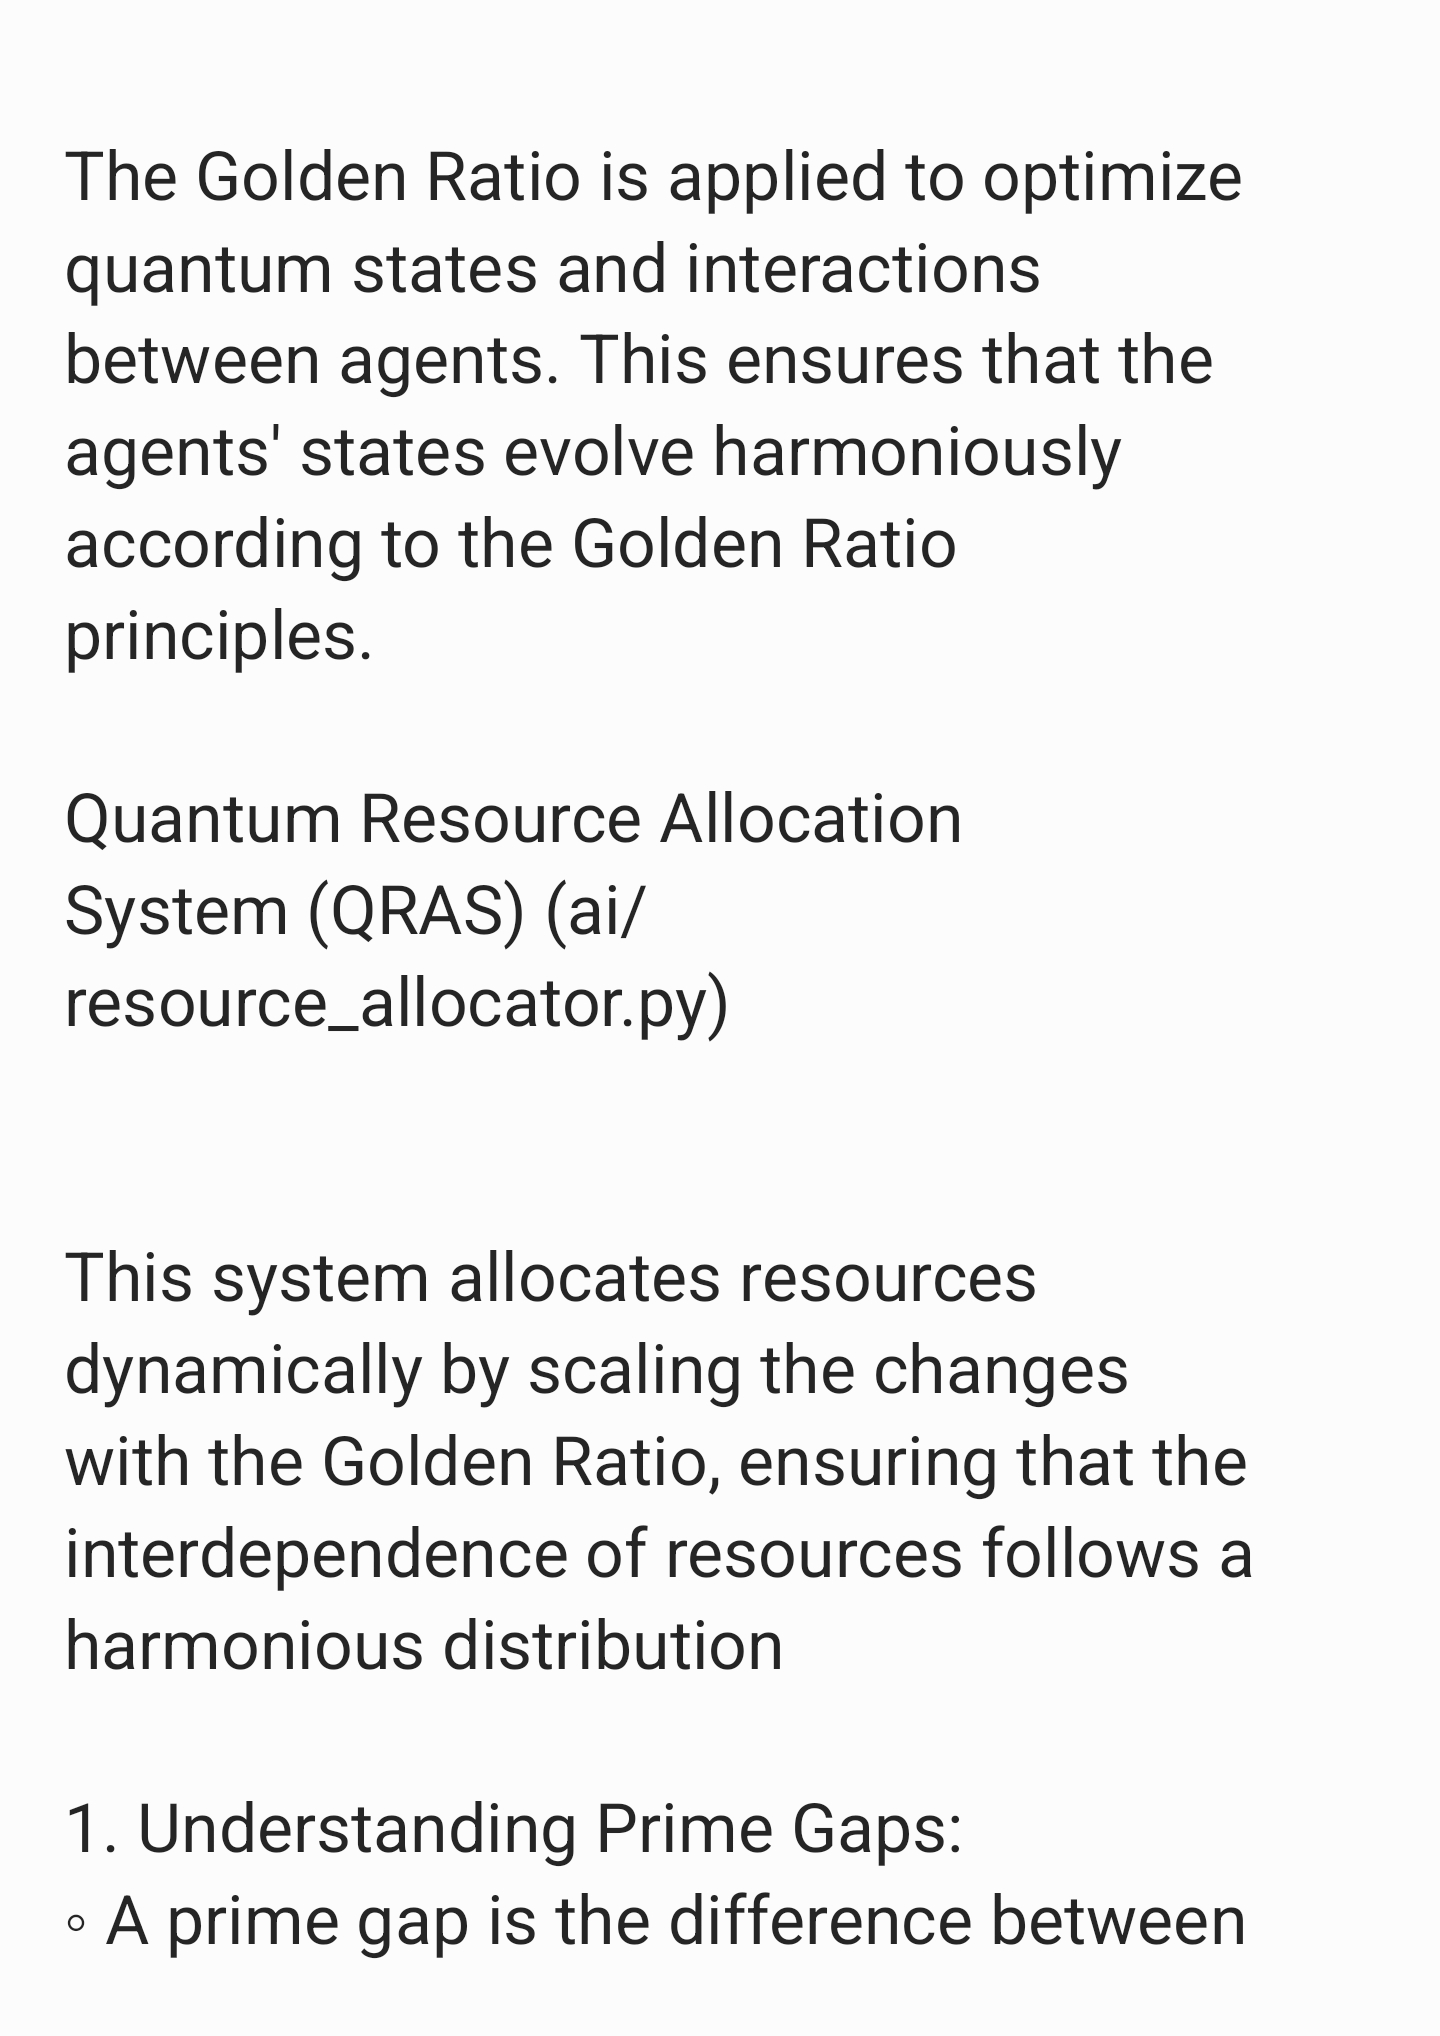 The Golden Ratio is applied to optimize
quantum states and interactions
between agents. This ensures that the
agents' states evolve harmoniously
according to the Golden Ratio
principles.
Quantum Resource Allocation
System (QRAS) (ai/
resource_allocator.py)
This system allocates resources
dynamically by scaling the changes
with the Golden Ratio, ensuring that the
interdependence of resources follows a
harmonious distribution
1. Understanding Prime Gaps:
◦ A prime gap is the difference between